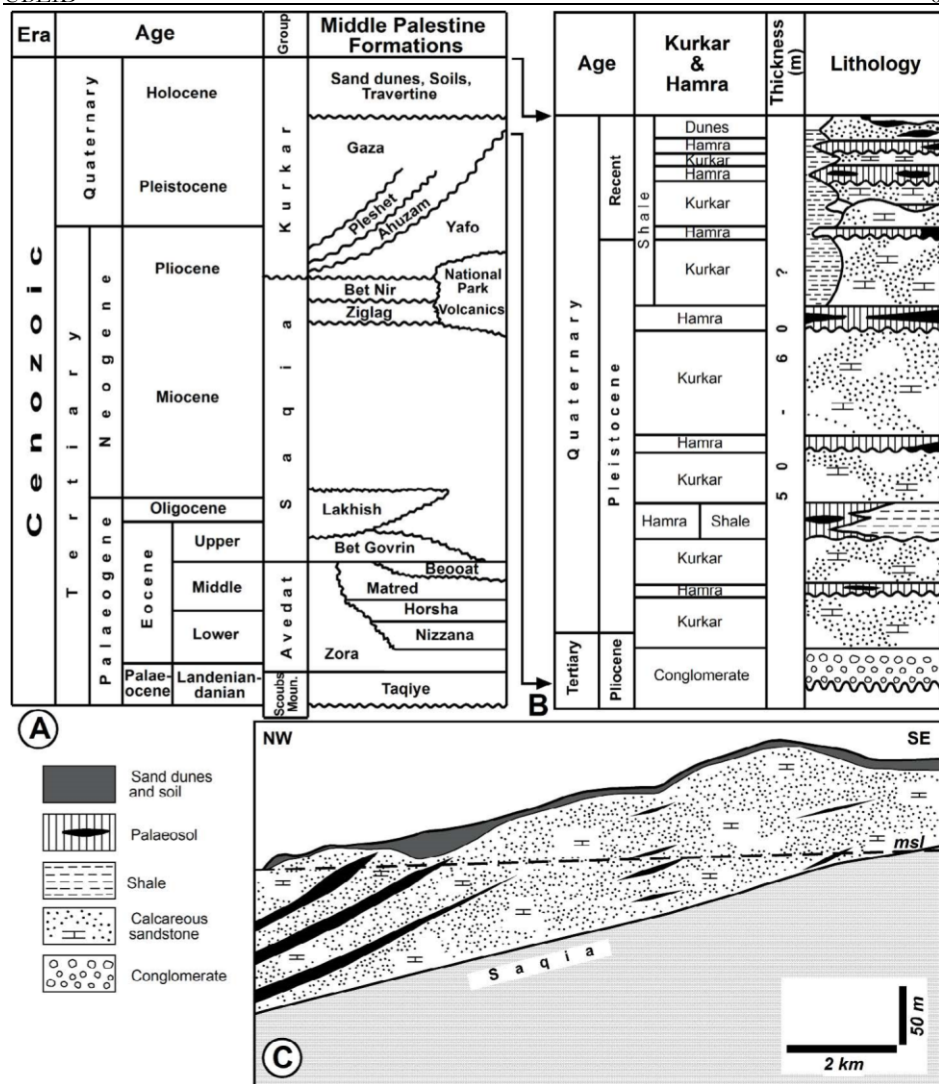 Era
Age
Group
Middle Palestine
Formations
Cenozoic
Quaternary
Tertiary
Neogene
Palaeogene
Holocene
Pleistocene
Pliocene
Miocene
Oligocene
Eocene
Upper
Middle
Lower
Palae-
ocene
Landenian-
danian
Kurkar
Saqia
Avedat
Scoubs
Moun.
Sand dunes, Soils,
Travertine
Gaza
Pleshet
Ahuzam
Yafo
Bet Nir
Ziglag
National
Park
Volcanics
Lakhish
Bet Govrin
Beooat
Matred
Horsha
Nizzana
Zora
Taqiye
A
Age
Kurkar
&
Hamra
Thickness
(m)
Lithology
Quaternary
Tertiary
Recent
Pleistocene
Pliocene
Shale
Dunes
Hamra
Kurkar
Hamra
Kurkar
Hamra
Kurkar
Hamra
Kurkar
Hamra
Kurkar
Hamra
Shale
Kurkar
Hamra
Kurkar
Conglomerate
50-60 ?
B
Sand dunes
and soil
Palaeosol
Shale
Calcareous
sandstone
Conglomerate
NW
SE
msl
Saqia
50 m
2 km
C